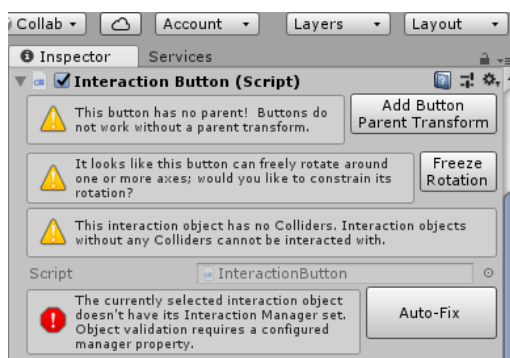 Collab
Account
Layers
Layout
Inspector
Services
Interaction Button (Script)
This button has no parent! Buttons do
not work without a parent transform.
Add Button
Parent Transform
It looks like this button can freely rotate around
one or more axes; would you like to constrain its
rotation?
Freeze
Rotation
This interaction object has no Colliders. Interaction objects
without any Colliders cannot be interacted with.
Script
InteractionButton
The currently selected interaction object
doesn't have its Interaction Manager set.
Object validation requires a configured
manager property.
Auto-Fix